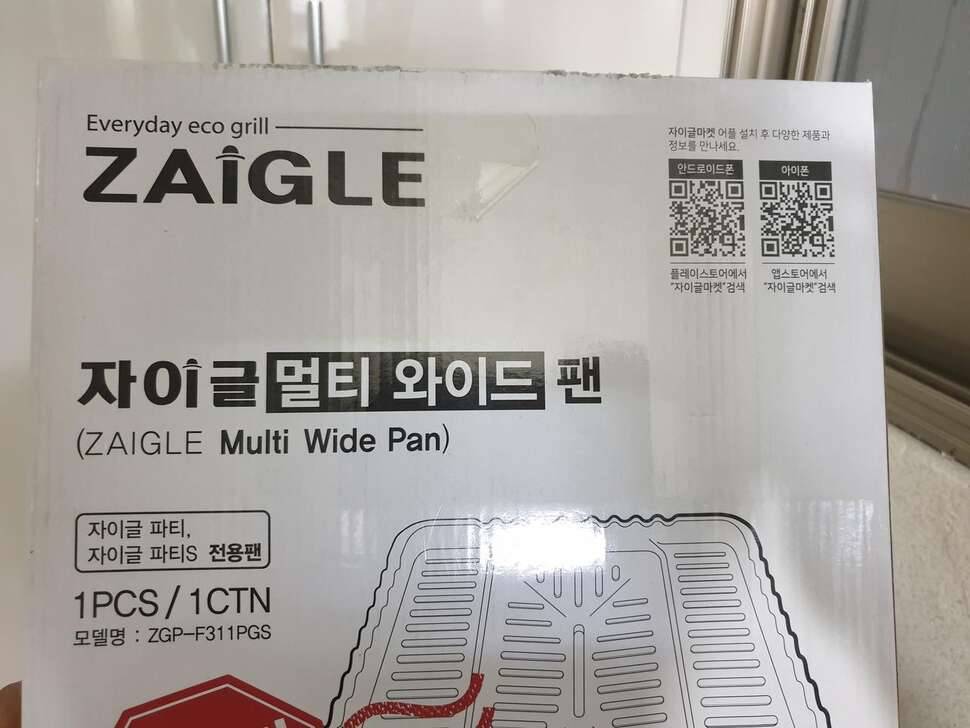 Everyday eco grill
ZAIGLE
자이글마켓 어플 설치 후 다양한 제품과
정보를 만나세요.
안드로이드폰
아이폰
플레이스토어에서
"자이글마켓"검색
앱스토어에서
"자이글마켓"검색
자이글 멀티 와이드 팬
(ZAIGLE Multi Wide Pan)
자이글 파티,
자이글 파티S 전용팬
1PCS / 1CTN
모델명 : ZGP-F311PGS